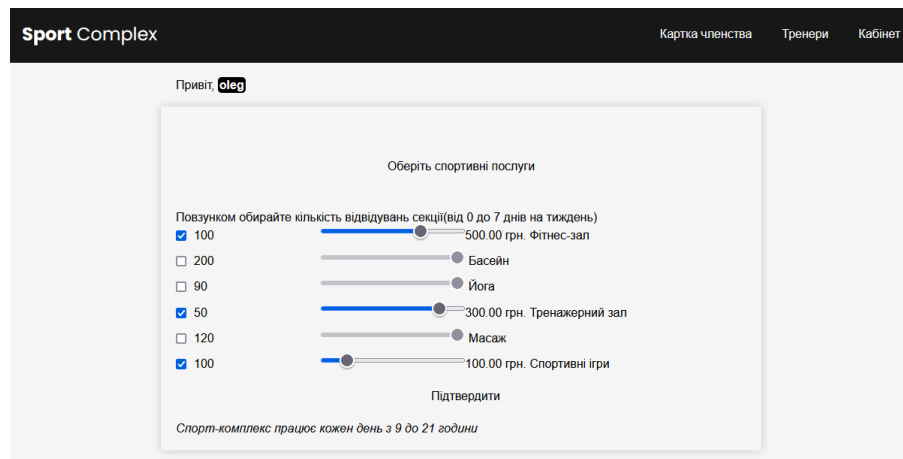 Sport Complex
Картка членства Тренери Кабінет
Привіт, oleg
Оберіть спортивні послуги
Повзунком обирайте кількість відвідувань секції(від 0 до 7 днів на тиждень)
100 500.00 грн. Фітнес-зал
200 Басейн
90 Йога
50 300.00 грн. Тренажерний зал
120 Масаж
100 100.00 грн. Спортивні ігри
Підтвердити
Спорт-комплекс працює кожен день з 9 до 21 години